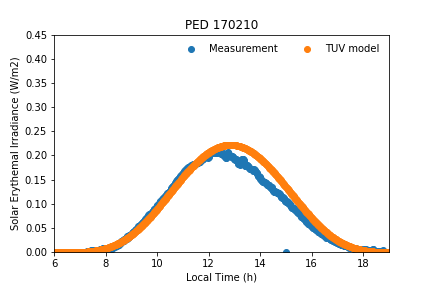 PED 170210
Measurement TUV model
Solar Erythemal Irradiance (W/m2)
0.45
0.40
0.35
0.30
0.25
0.20
0.15
0.10
0.05
0.00
6 8 10 12 14 16 18
Local Time (h)